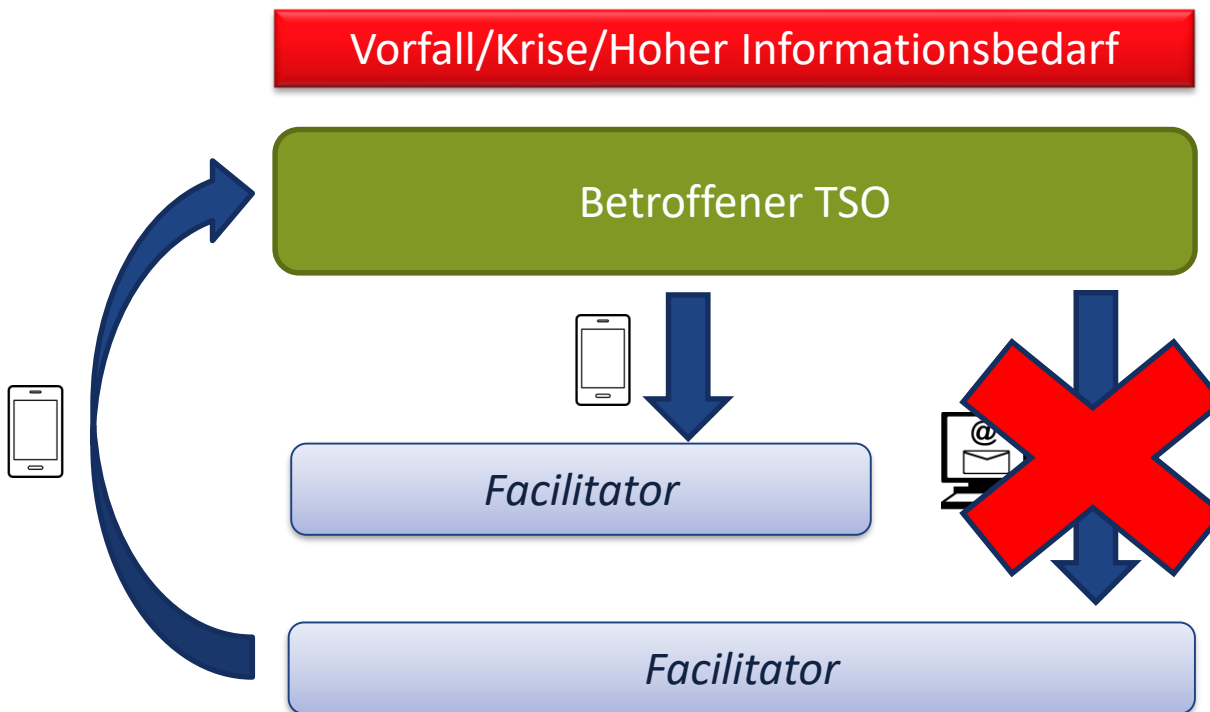 Vorfall/Krise/Hoher Informationsbedarf
Betroffener TSO
@
Facilitator
Facilitator